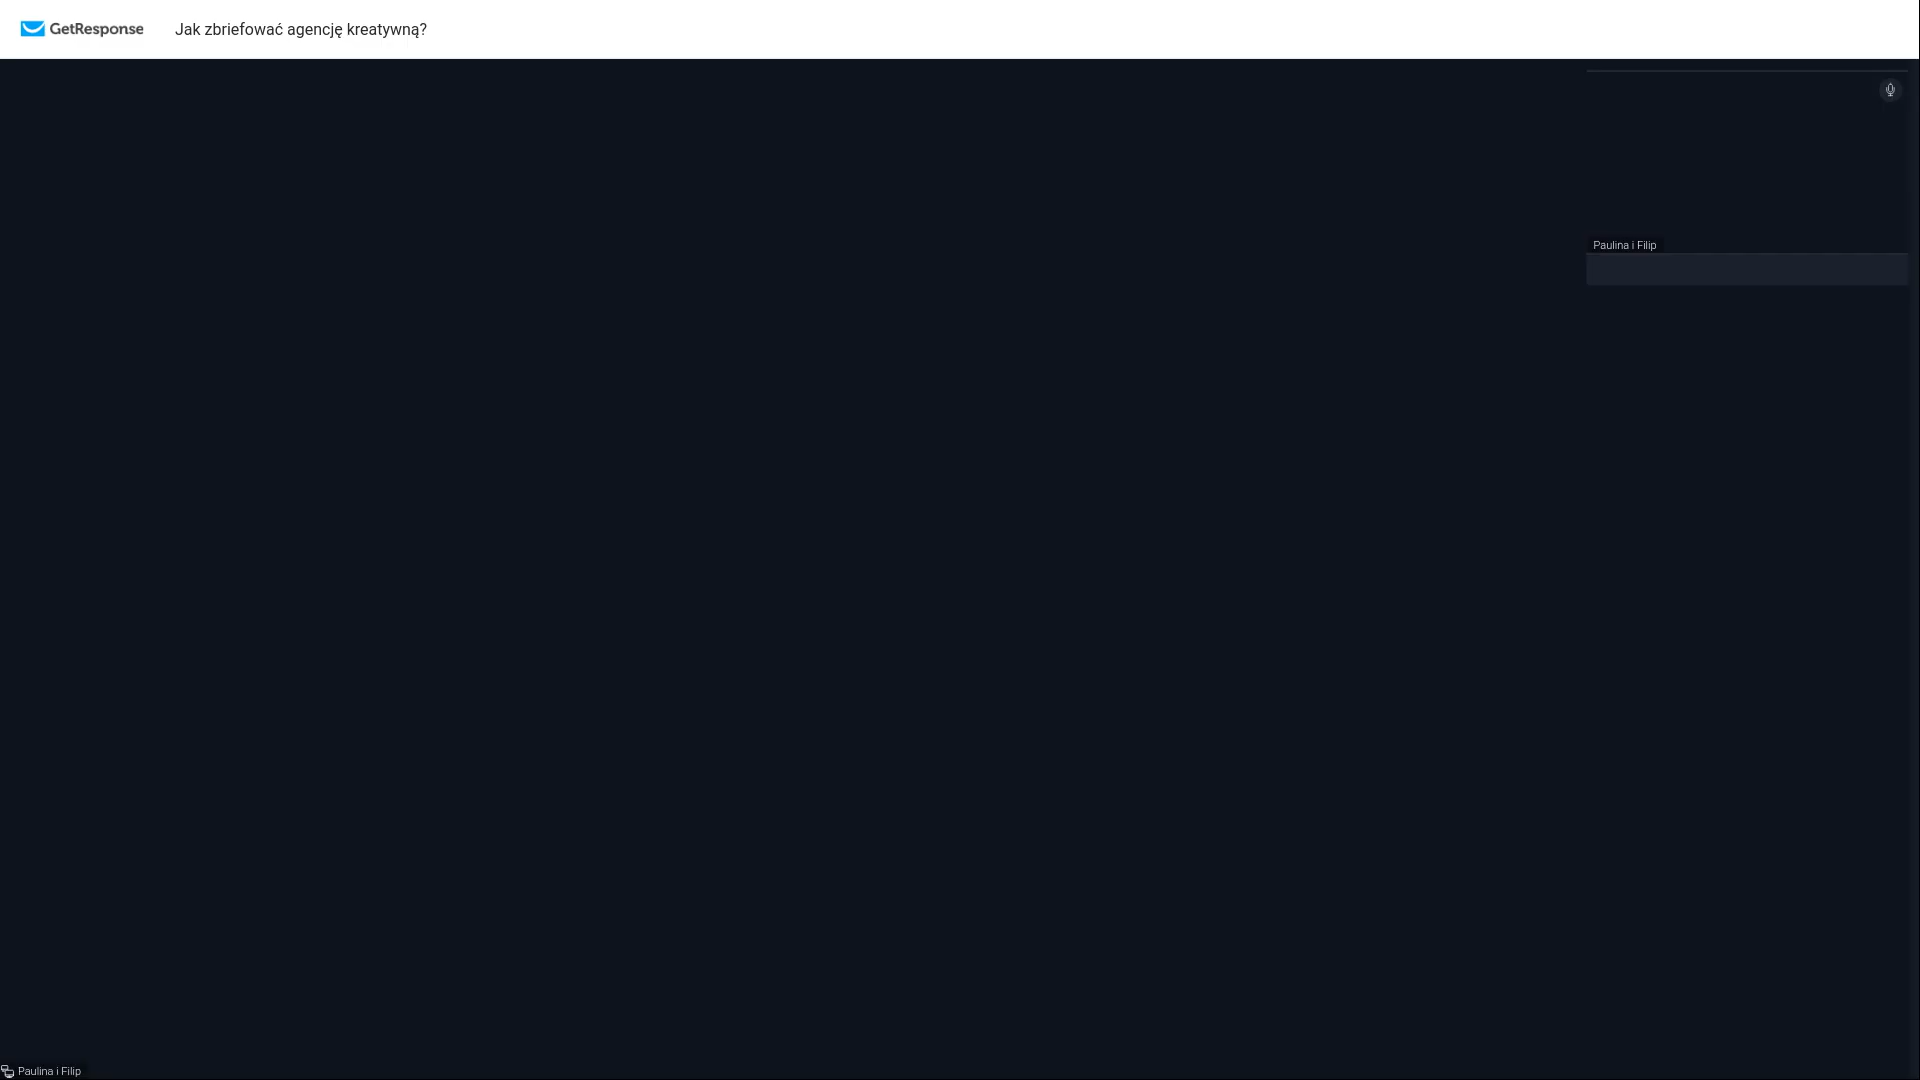 GetResponse
Jak zbriefować agencję kreatywną?
Paulina i Filip
Paulina i Filip